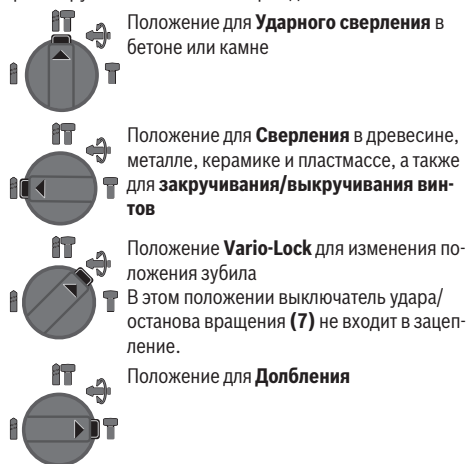 Положение для Ударного сверления в
бетоне или камне
Положение для Сверления в древесине,
металле, керамике и пластмассе, а также
для закручивания/выкручивания вин-
тов
Положение Vario-Lock для изменения по-
ложения зубила
В этом положении выключатель удара/
останова вращения (7) не входит в зацеп-
ление.
Положение для Долбления